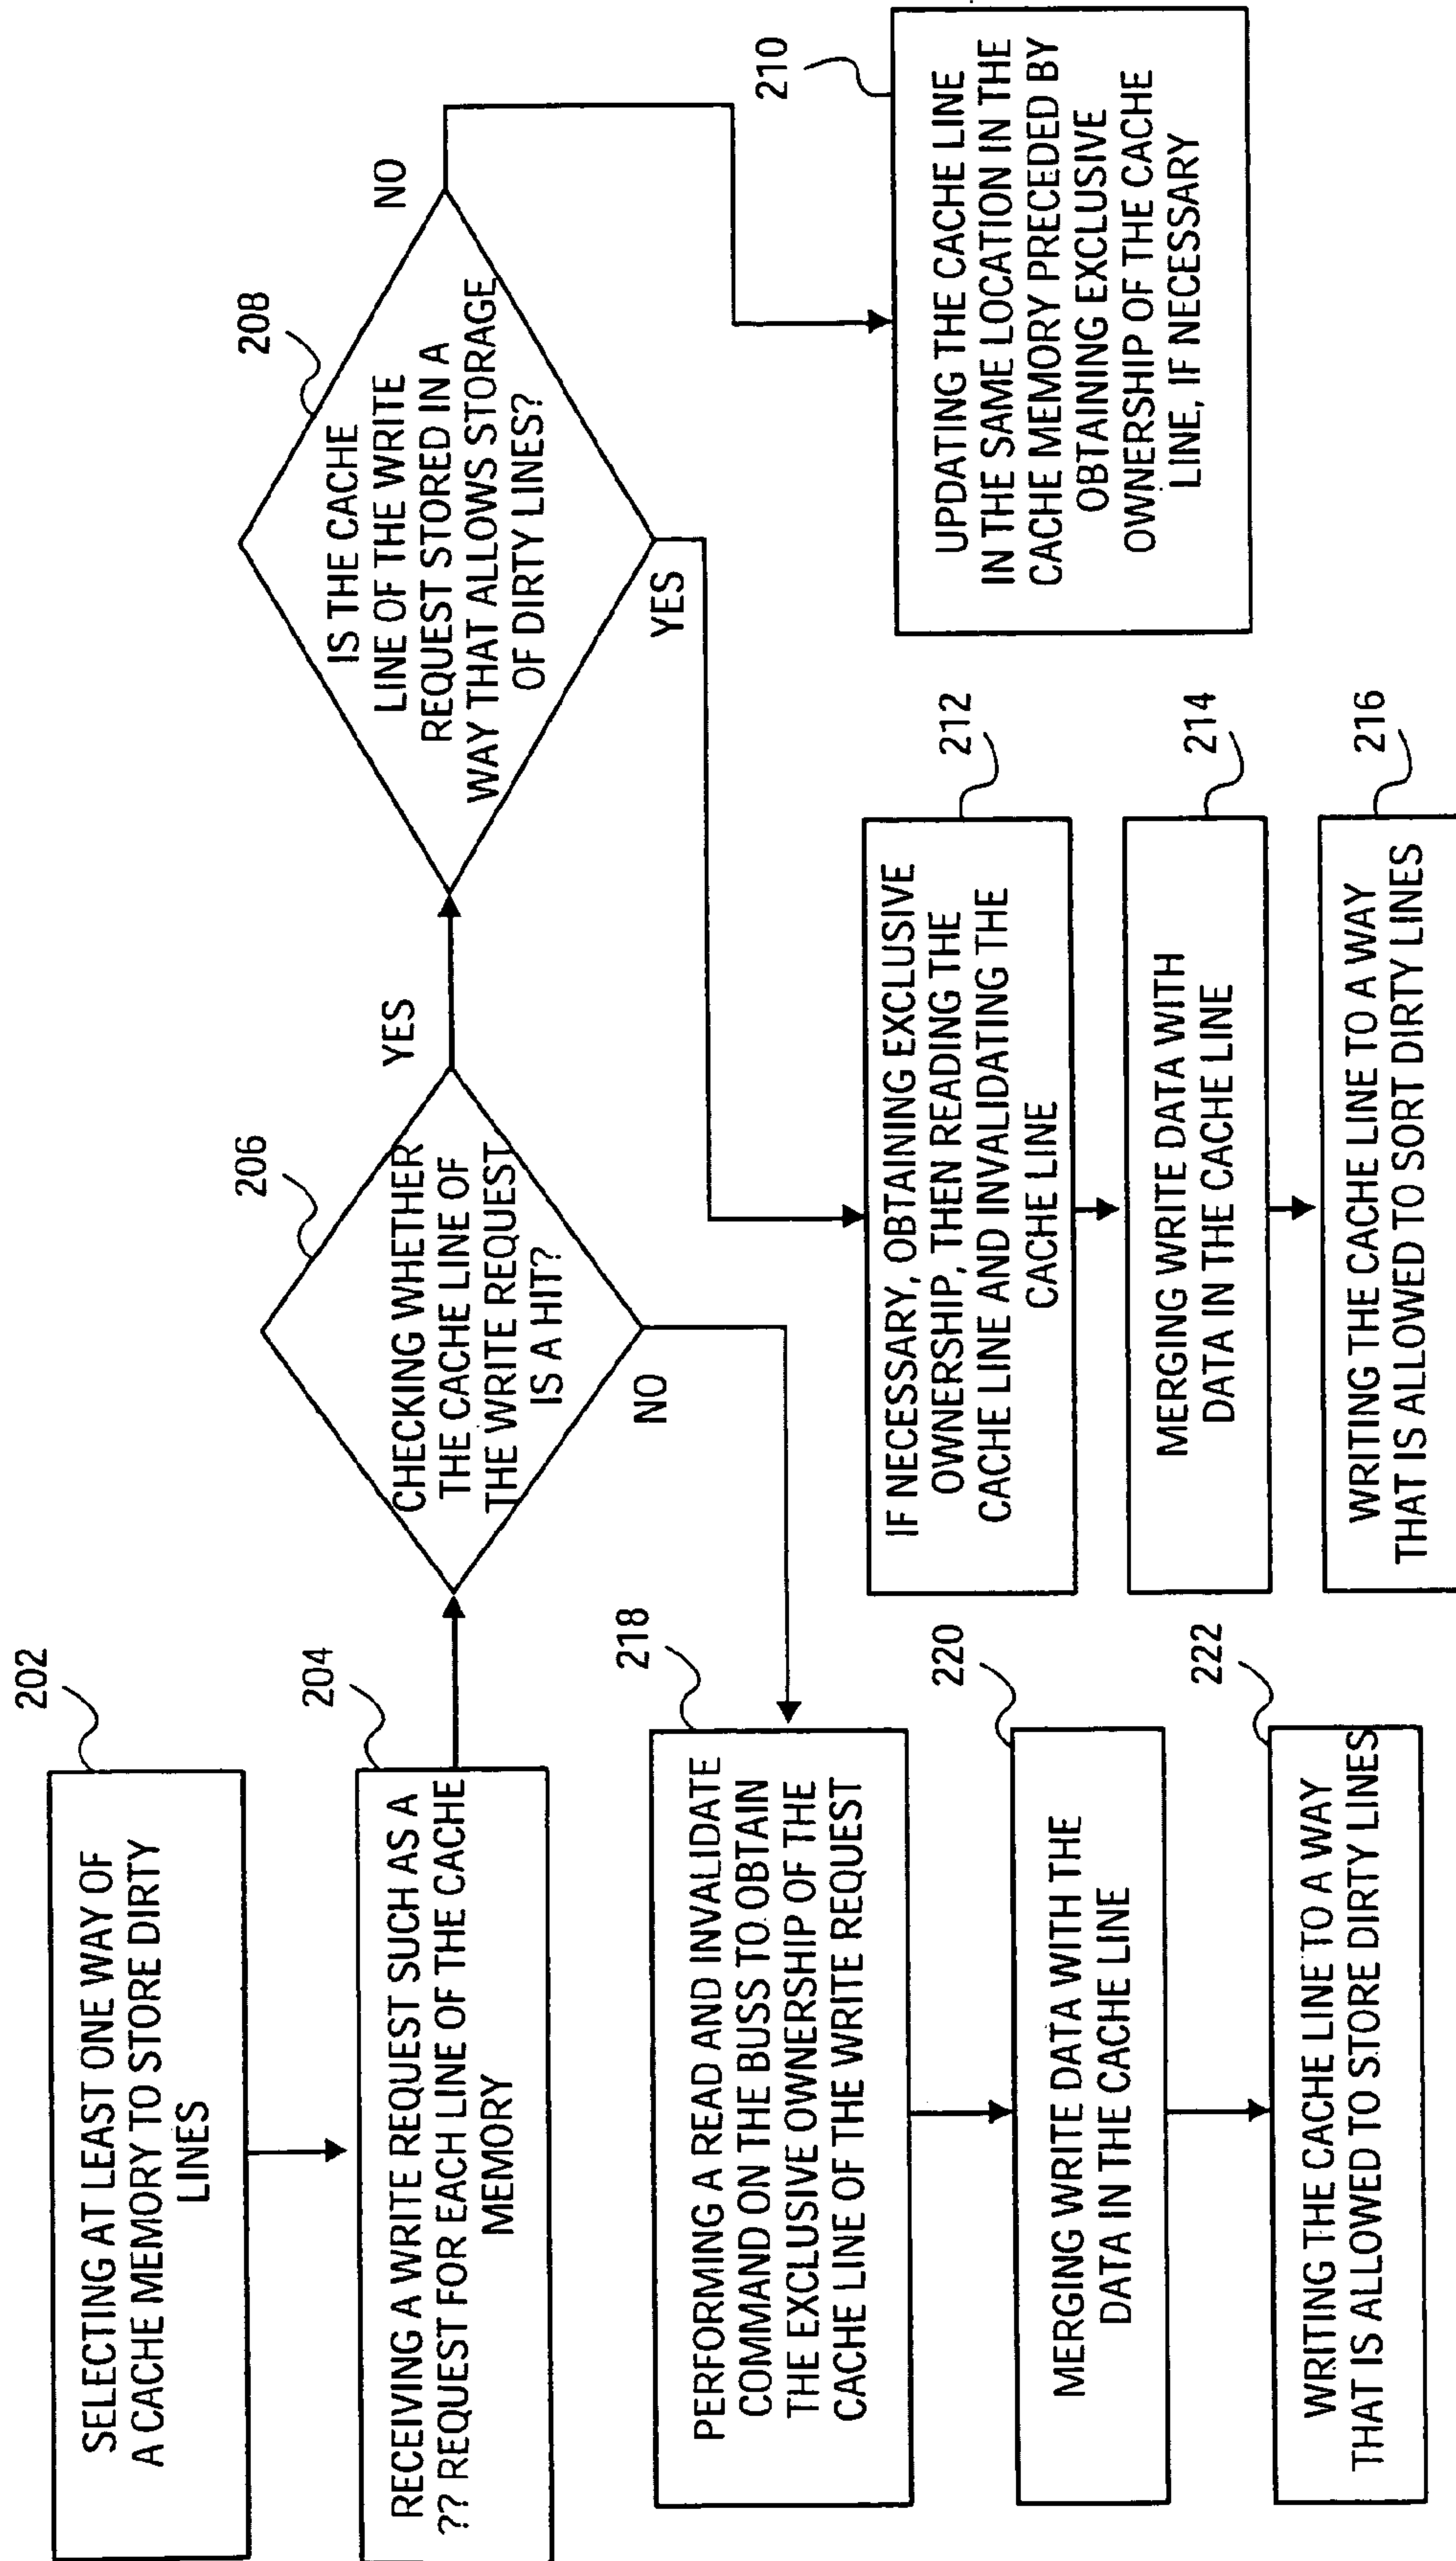 202
SELECTING AT LEAST ONE WAY OF
A CACHE MEMORY TO STORE DIRTY
LINES
204
RECEIVING A WRITE REQUEST SUCH AS A
?? REQUEST FOR EACH LINE OF THE CACHE
MEMORY
206
CHECKING WHETHER
THE CACHE LINE OF
THE WRITE REQUEST
IS A HIT?
YES
NO
208
IS THE CACHE
LINE OF THE WRITE
REQUEST STORED IN A
WAY THAT ALLOWS STORAGE
OF DIRTY LINES?
NO
YES
210
UPDATING THE CACHE LINE
IN THE SAME LOCATION IN THE
CACHE MEMORY PRECEDED BY
OBTAINING EXCLUSIVE
OWNERSHIP OF THE CACHE
LINE, IF NECESSARY
212
IF NECESSARY, OBTAINING EXCLUSIVE
OWNERSHIP, THEN READING THE
CACHE LINE AND INVALIDATING THE
CACHE LINE
214
MERGING WRITE DATA WITH
DATA IN THE CACHE LINE
216
WRITING THE CACHE LINE TO A WAY
THAT IS ALLOWED TO SORT DIRTY LINES
218
PERFORMING A READ AND INVALIDATE
COMMAND ON THE BUSS TO OBTAIN
THE EXCLUSIVE OWNERSHIP OF THE
CACHE LINE OF THE WRITE REQUEST
220
MERGING WRITE DATA WITH THE
DATA IN THE CACHE LINE
222
WRITING THE CACHE LINE TO A WAY
THAT IS ALLOWED TO STORE DIRTY LINES